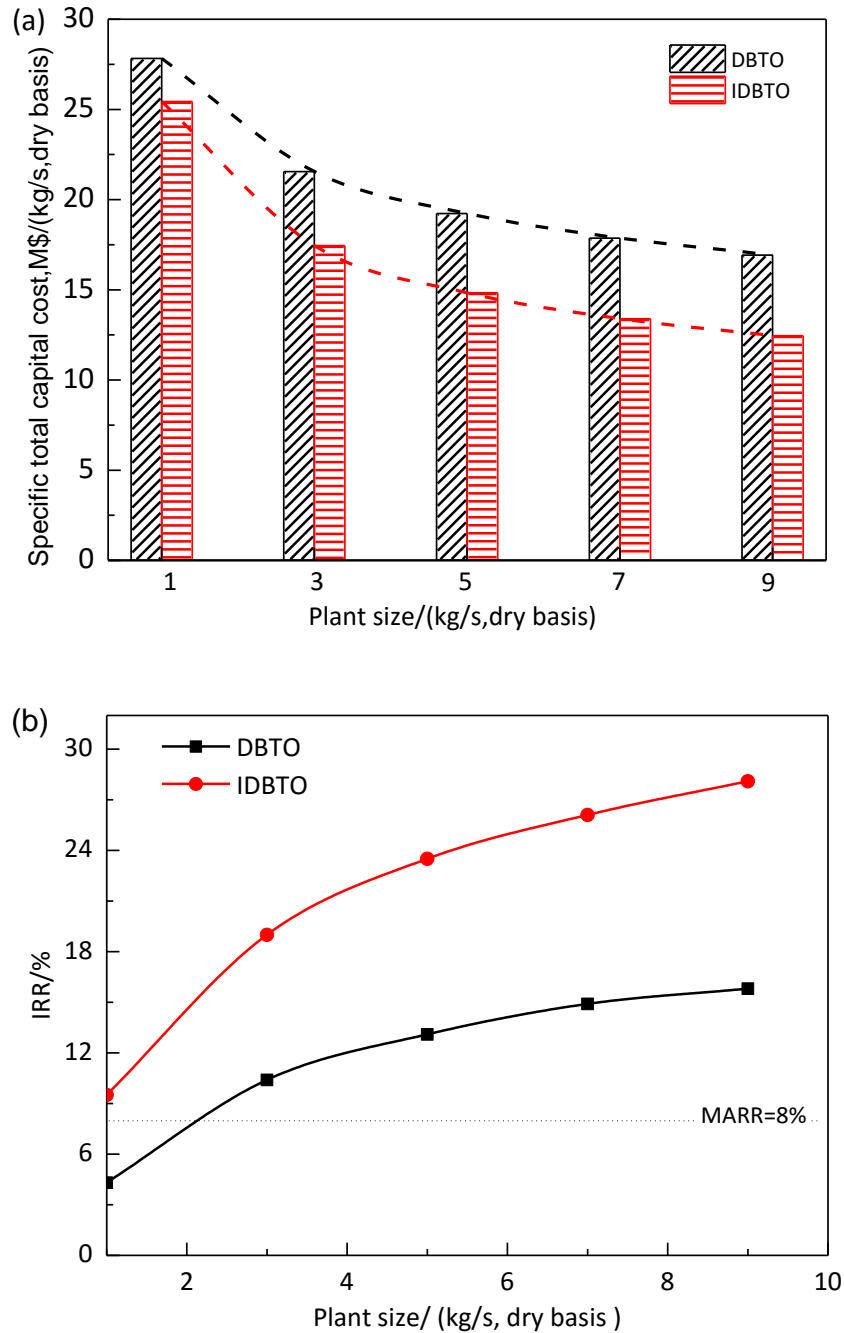 (a)
Specific total capital cost,M$/(kg/s,dry basis)
30
25
20
15
10
5
0
DBTO
IDBTO
1 3 5 7 9
Plant size/(kg/s,dry basis)
(b)
IRR/%
30
24
18
12
6
0
DBTO
IDBTO
MARR=8%
2 4 6 8 10
Plant size/ (kg/s, dry basis )